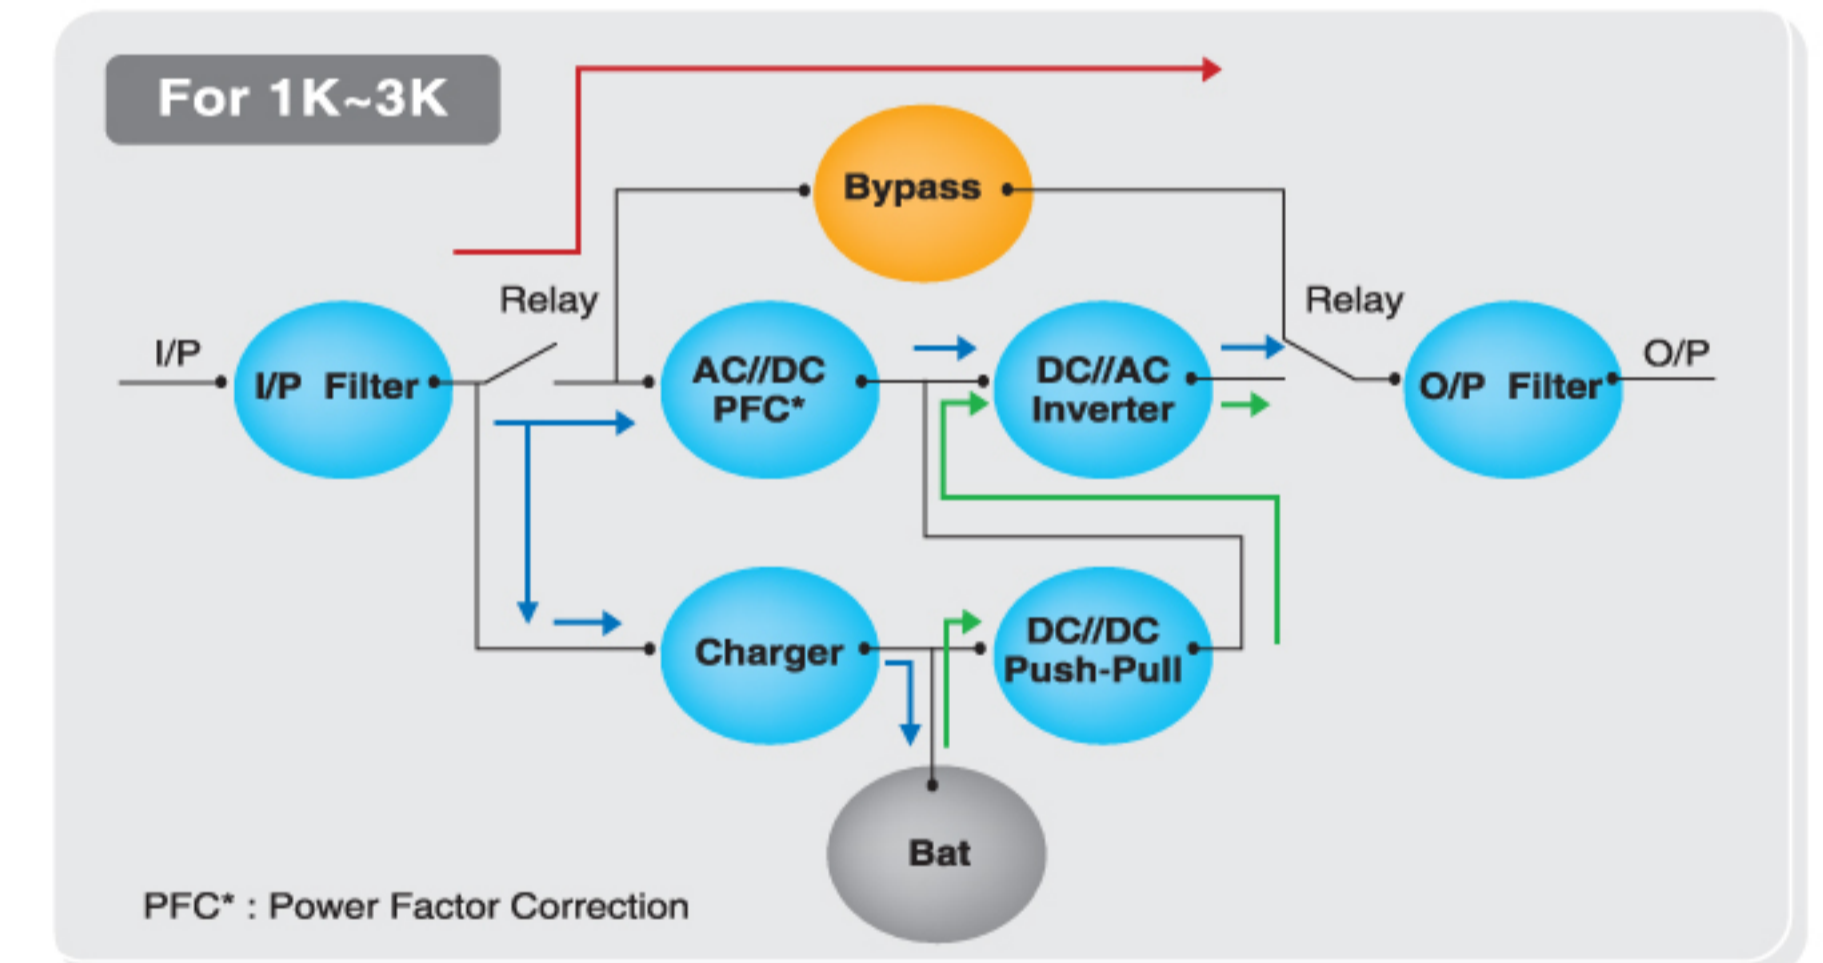 For 1K~3K
Bypass
Relay
Relay
I/P
I/P Filter
AC//DC
PFC*
DC//AC
Inverter
O/P Filter
O/P
Charger
DC//DC
Push-Pull
Bat
PFC* : Power Factor Correction